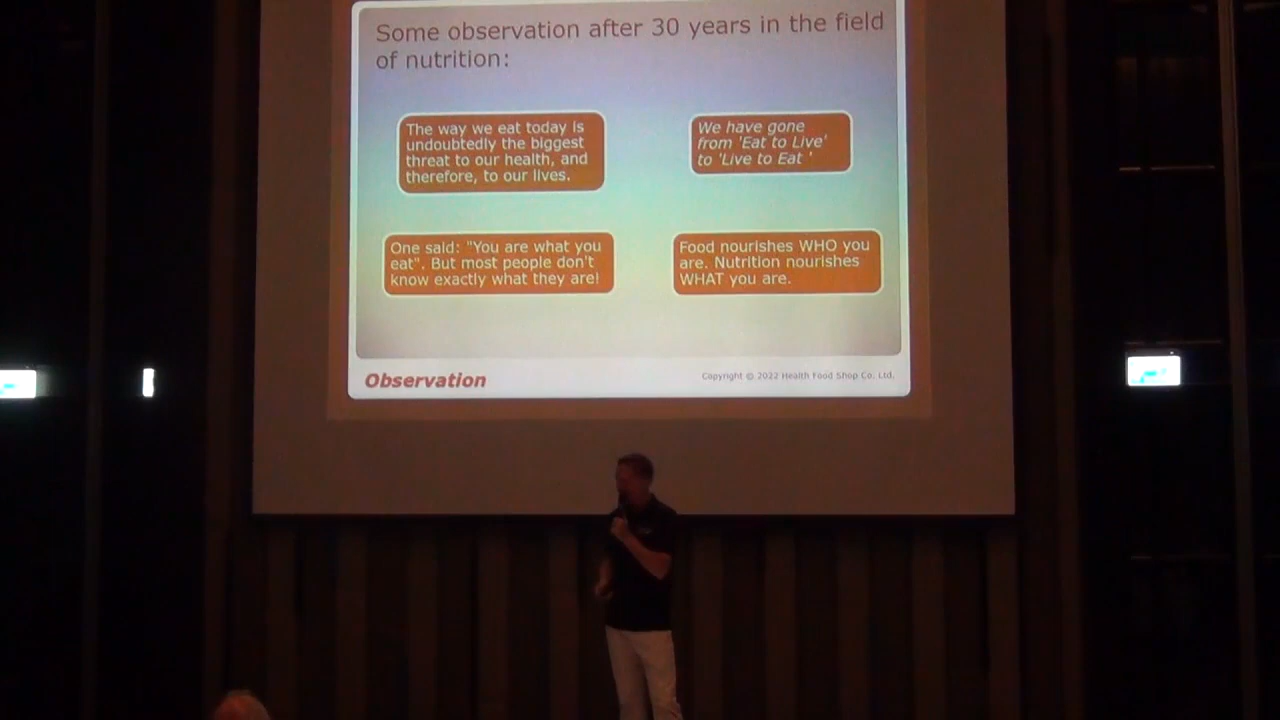 Some observation after 30 years in the field
of nutrition:
The way we eat today is
undoubtedly the biggest
threat to our health, and
therefore, to our lives.
We have gone
from 'Eat to Live'
to 'Live to Eat '
One said: "You are what you
eat". But most people don't
know exactly what they are!
Food nourishes WHO you
are. Nutrition nourishes
WHAT you are.
Observation
Copyright © 2022 Health Food Shop Co. Ltd.